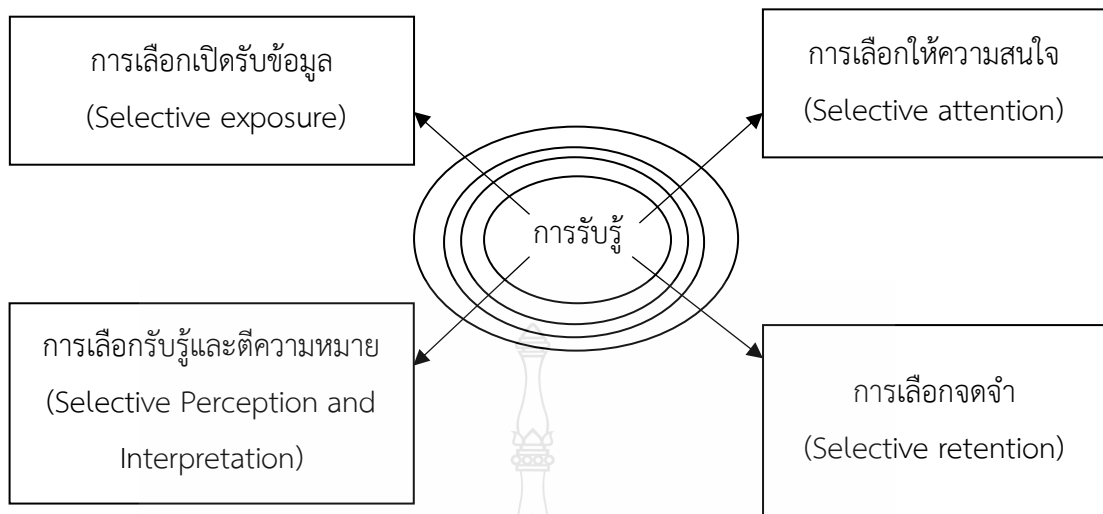 การเลือกเปิดรับข้อมูล
(Selective exposure)
การเลือกให้ความสนใจ
(Selective attention)
การรับรู้
การเลือกรับรู้และตีความหมาย
(Selective Perception and
Interpretation)
การเลือกจดจำ
(Selective retention)